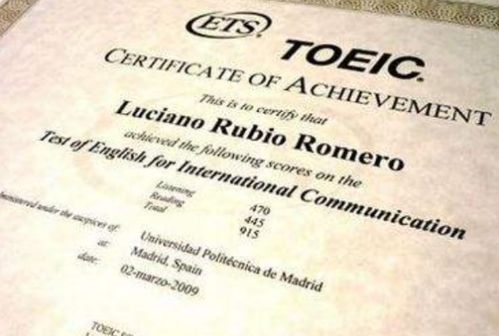 ETS
TOEIC
CERTIFICATE OF ACHIEVEMENT
This is to certify that
Luciano Rubio Romero
achieved the following scores on the
Test of English for International Communication
Listening 470
Reading 445
Total 915
under the auspices of: Universidad Politécnica de Madrid
at: Madrid, Spain
date: 02-marzo-2009
TOEIC